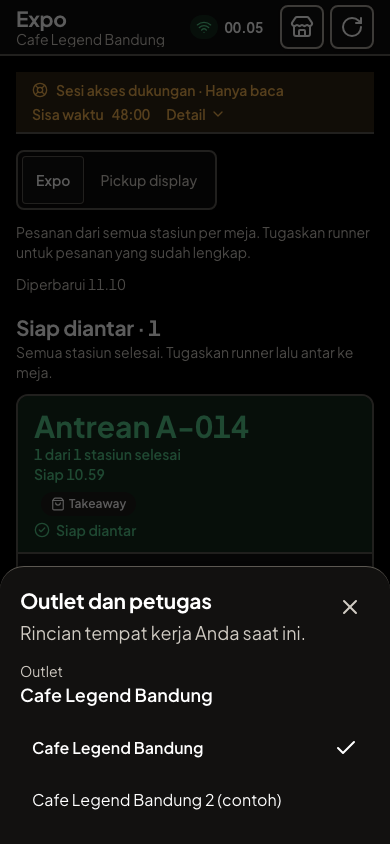 Expo
Cafe Legend Bandung
00.05
Sesi akses dukungan · Hanya baca
Sisa waktu 48:00 Detail
Expo
Pickup display
Pesanan dari semua stasiun per meja. Tugaskan runner
untuk pesanan yang sudah lengkap.
Diperbarui 11.10
Siap diantar · 1
Semua stasiun selesai. Tugaskan runner lalu antar ke
meja.
Antrean A-014
1 dari 1 stasiun selesai
Siap 10.59
Takeaway
Siap diantar
Outlet dan petugas
Rincian tempat kerja Anda saat ini.
Outlet
Cafe Legend Bandung
Cafe Legend Bandung
Cafe Legend Bandung 2 (contoh)